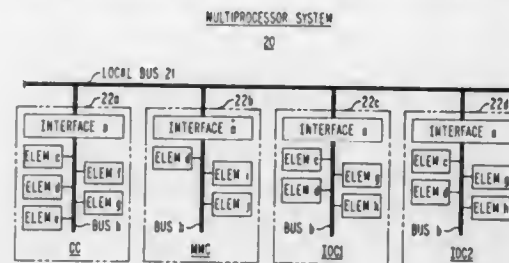 MULTIPROCESSOR SYSTEM
20
LOCAL BUS 21
22a 22b 22c 22d
INTERFACE a INTERFACE a INTERFACE a INTERFACE a
ELEM c ELEM d ELEM c ELEM c
ELEM f ELEM i ELEM g ELEM g
ELEM d ELEM d ELEM d
ELEM g ELEM j ELEM h ELEM h
ELEM e
BUS b BUS b BUS b BUS b
CC MMC IOC1 IOC2